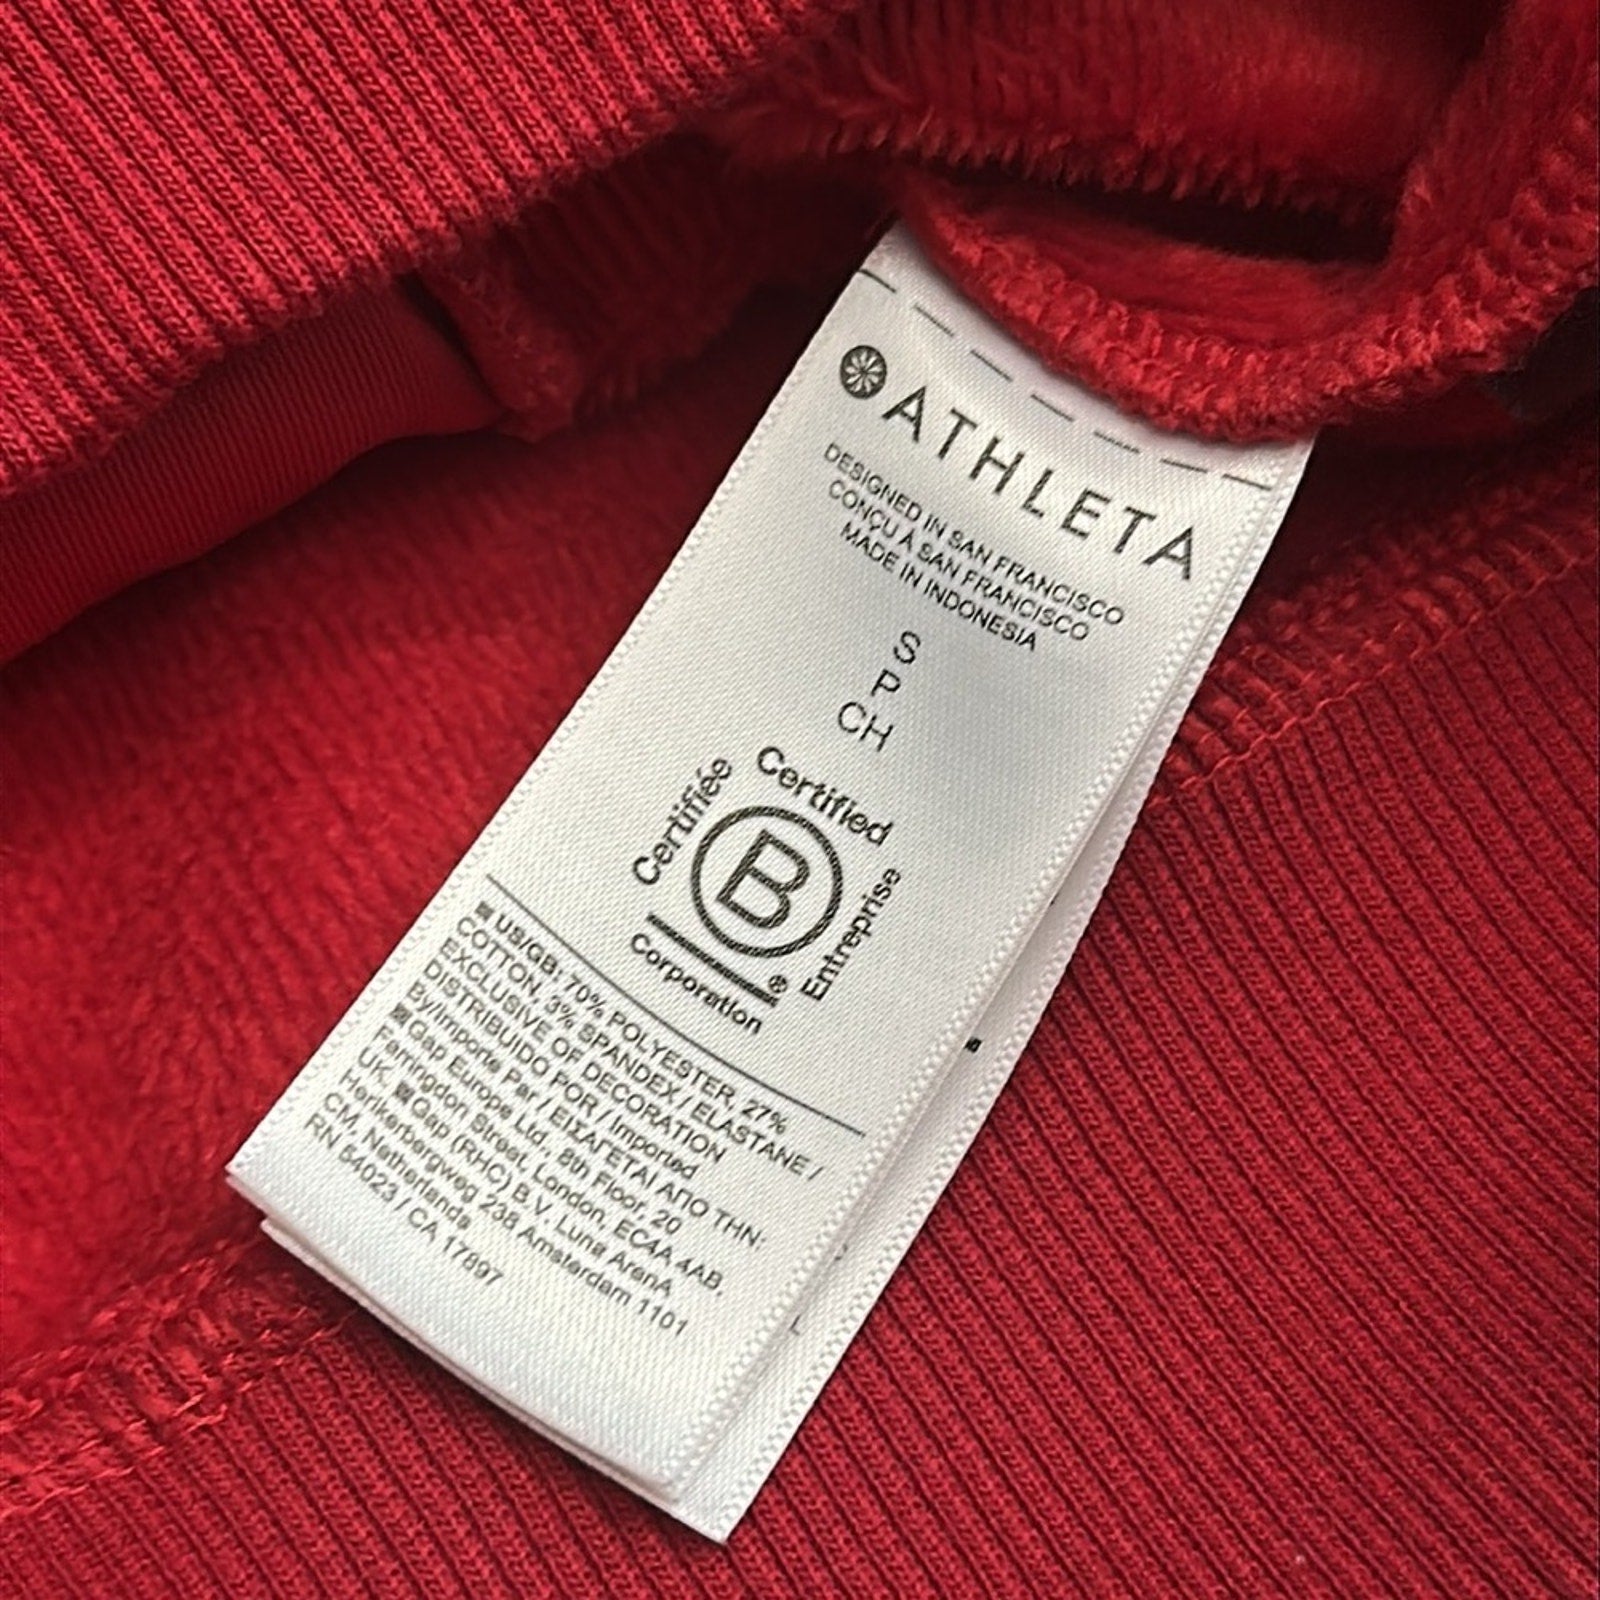 ATHLETA
DESIGNED IN SAN FRANCISCO
CONÇU À SAN FRANCISCO
MADE IN INDONESIA
S
P
CH
Certifiée
Certified
B
Entreprise
®
Corporation
US/GB: 70% POLYESTER, 27%
COTTON, 3% SPANDEX / ELASTANE /
EXCLUSIVE OF DECORATION
DISTRIBUIDO POR / Imported
By/Importe Par / ΕΙΣΑΓΕΤΑΙ ΑΠΟ ΤΗΝ:
Gap Europe Ltd., 8th Floor, 20
Farringdon Street, London, EC4A 4AB,
UK, Gap (RHC) B.V. Luna ArenA
Herikerbergweg 238 Amsterdam 1101
CM, Netherlands
RN 54023 / CA 17897